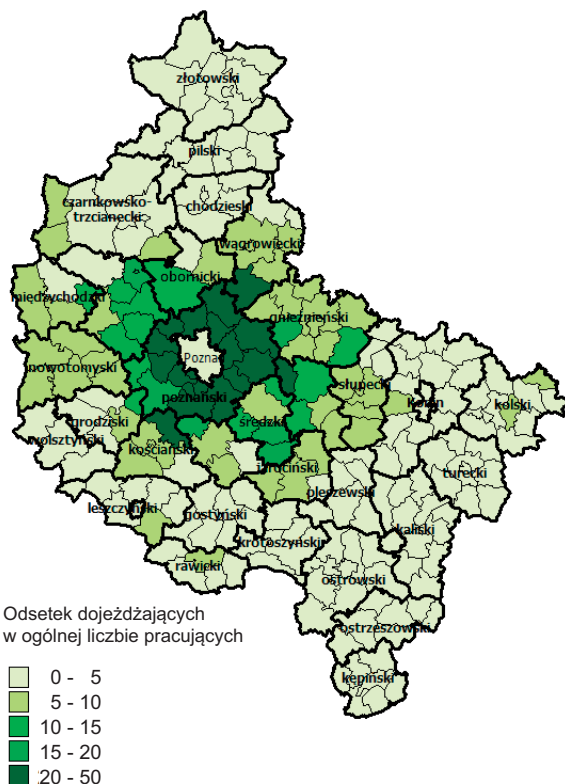 złotowski
pilski
czarnkowsko-
trzcianecki
chodzieski
wągrowiecki
obornicki
międzychodzki
gnieźnieński
Pozna
nowotomyski
słupecki
Konin
kolski
poznański
średzki
grodziski
wolsztyński
kościański
jarociński
turecki
pleszewski
leszczyński
gostyński
kaliski
krotoszyński
rawicki
ostrowski
ostrzeszowski
kępiński
Odsetek dojeżdżających
w ogólnej liczbie pracujących
0 - 5
5 - 10
10 - 15
15 - 20
20 - 50